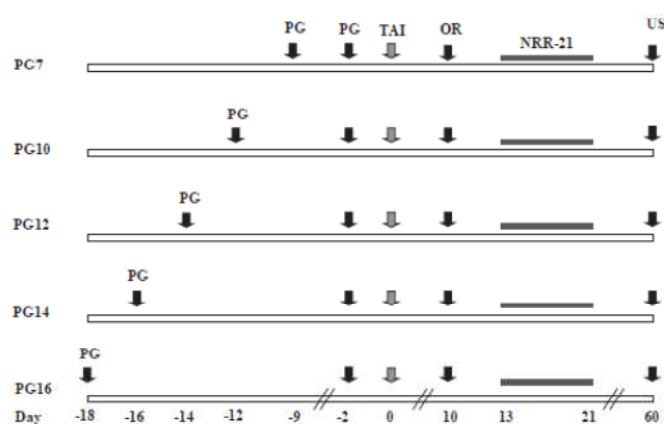 PG PG TAI OR NRR-21 US
PG7
PG
PG10
PG
PG12
PG
PG14
PG
PG16
Day -18 -16 -14 -12 -9 -2 0 10 13 21 60